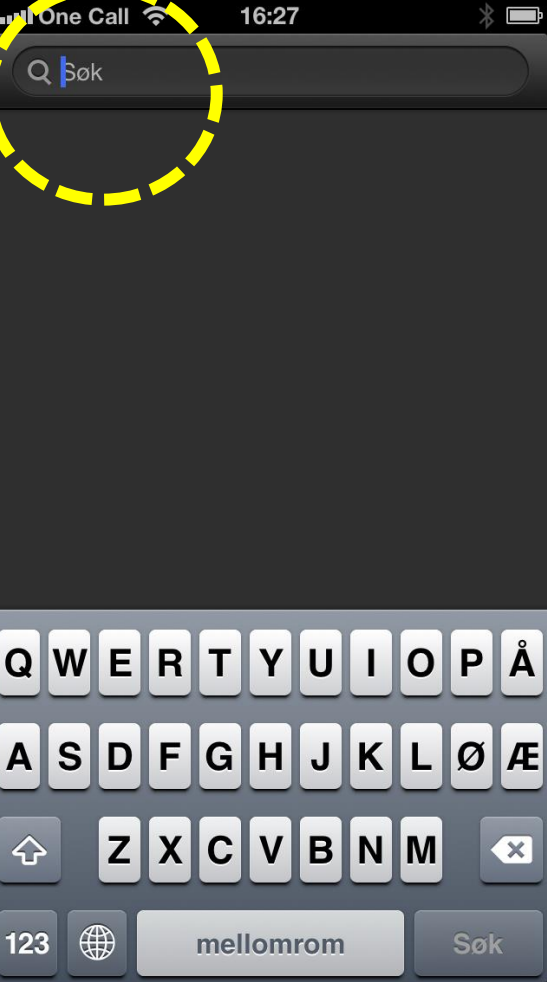 One Call 16:27
Søk
Q W E R T Y U I O P Å
A S D F G H J K L Ø Æ
Z X C V B N M
123 mellomrom Søk